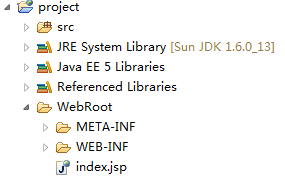 project
src
JRE System Library [Sun JDK 1.6.0_13]
Java EE 5 Libraries
Referenced Libraries
WebRoot
META-INF
WEB-INF
index.jsp